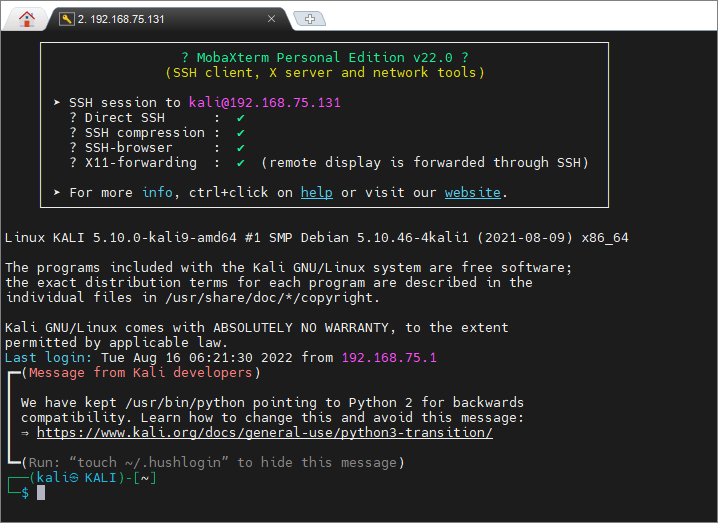 2. 192.168.75.131
? MobaXterm Personal Edition v22.0 ?
(SSH client, X server and network tools)
➤ SSH session to kali@192.168.75.131
? Direct SSH : ✔
? SSH compression : ✔
? SSH-browser : ✔
? X11-forwarding : ✔ (remote display is forwarded through SSH)
➤ For more info, ctrl+click on help or visit our website.
Linux KALI 5.10.0-kali9-amd64 #1 SMP Debian 5.10.46-4kali1 (2021-08-09) x86_64
The programs included with the Kali GNU/Linux system are free software;
the exact distribution terms for each program are described in the
individual files in /usr/share/doc/*/copyright.
Kali GNU/Linux comes with ABSOLUTELY NO WARRANTY, to the extent
permitted by applicable law.
Last login: Tue Aug 16 06:21:30 2022 from 192.168.75.1
┏━(Message from Kali developers)
┃ We have kept /usr/bin/python pointing to Python 2 for backwards
┃ compatibility. Learn how to change this and avoid this message:
┃ ⇒ https://www.kali.org/docs/general-use/python3-transition/
┗━(Run: “touch ~/.hushlogin” to hide this message)
┌──(kali㉿KALI)-[~]
└─$